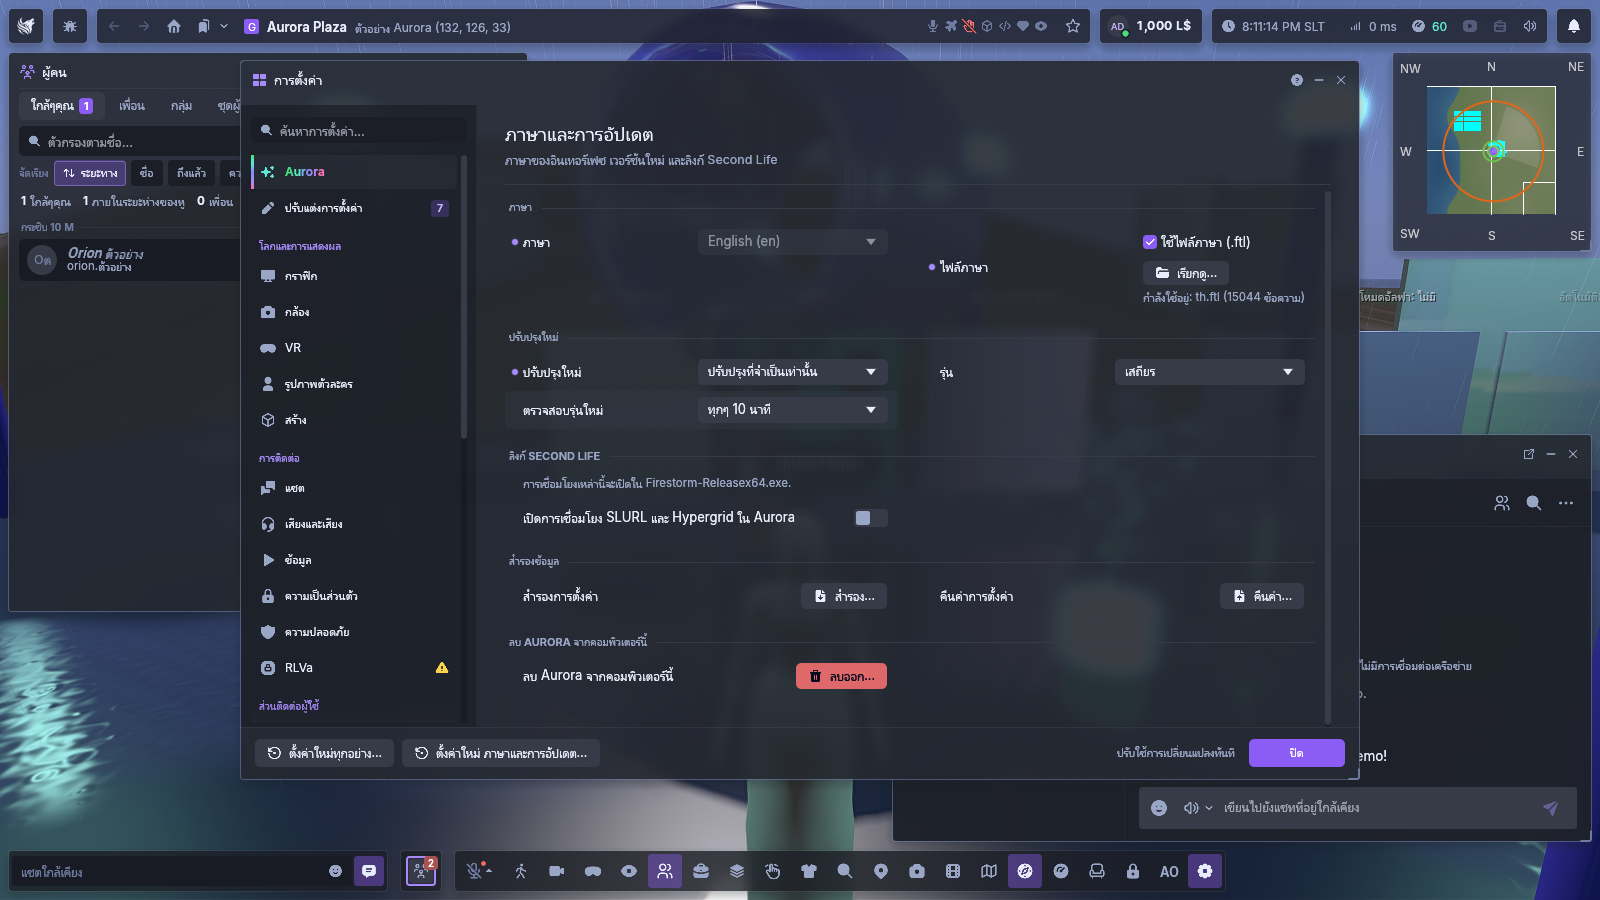 Aurora Plaza ตัวอย่าง Aurora (132, 126, 33)
AD 1,000 L$
8:11:14 PM SLT
0 ms
60
ผู้คน
ใกล้ๆคุณ 1
เพื่อน
กลุ่ม
ตัวกรองตามชื่อ...
จัดเรียง
ระยะทาง
ชื่อ
ถึงแล้ว
1 ใกล้ๆคุณ 1 ภายในระยะห่างของหู 0 เพื่อน
กระซิบ 10 M
Orion ตัวอย่าง
orion.ตัวอย่าง
การตั้งค่า
ค้นหาการตั้งค่า...
Aurora
ปรับแต่งการตั้งค่า 7
โลกและการแสดงผล
กราฟิก
กล้อง
VR
รูปภาพตัวละคร
สร้าง
การติดต่อ
แชต
เสียงและเสียง
ข้อมูล
ความเป็นส่วนตัว
ความปลอดภัย
RLVa
ส่วนติดต่อผู้ใช้
ภาษาและการอัปเดต
ภาษาของอินเทอร์เฟซ เวอร์ชันใหม่ และลิงก์ Second Life
ภาษา
ภาษา
English (en)
ไฟล์ภาษา
ใช้ไฟล์ภาษา (.ftl)
เรียกดู...
กำลังใช้อยู่: th.ftl (15044 ข้อความ)
ปรับปรุงใหม่
ปรับปรุงใหม่
ปรับปรุงที่จำเป็นเท่านั้น
รุ่น
เสถียร
ตรวจสอบรุ่นใหม่
ทุกๆ 10 นาที
ลิงก์ SECOND LIFE
การเชื่อมโยงเหล่านี้จะเปิดใน Firestorm-Releasex64.exe.
เปิดการเชื่อมโยง SLURL และ Hypergrid ใน Aurora
สำรองข้อมูล
สำรองการตั้งค่า
สำรอง...
คืนค่าการตั้งค่า
คืนค่า...
ลบ AURORA จากคอมพิวเตอร์นี้
ลบ Aurora จากคอมพิวเตอร์นี้
ลบออก...
ตั้งค่าใหม่ทุกอย่าง...
ตั้งค่าใหม่ ภาษาและการอัปเดต...
ปรับใช้การเปลี่ยนแปลงทันที
ปิด
NW N NE
W E
SW S SE
โหมดอัลฟา: ไม่มี
ไม่มีการเชื่อมต่อเครือข่าย
emo!
เขียนไปยังแชทที่อยู่ใกล้เคียง
แชตใกล้เคียง
2
AO